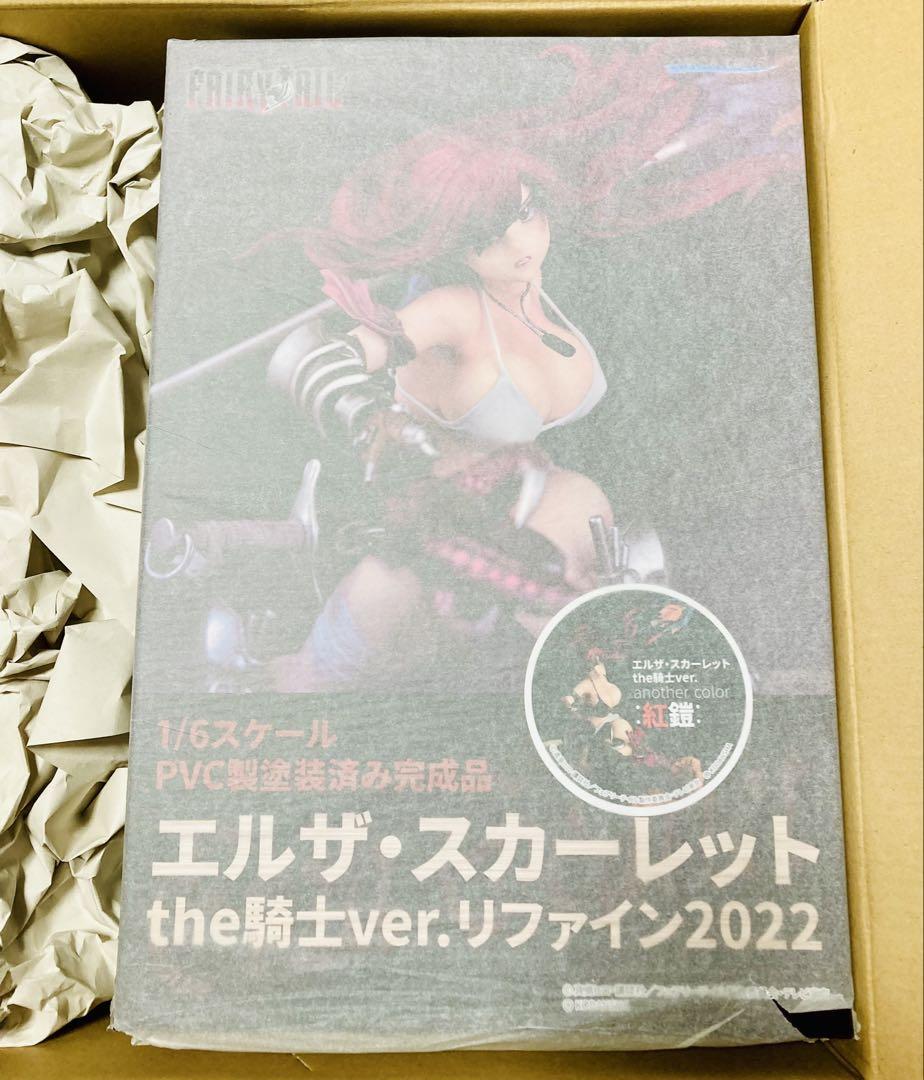 FAIRY TAIL
エルザ・スカーレット
the騎士ver.
another color
:紅鎧:
1/6スケール
PVC製塗装済み完成品
エルザ・スカーレット
the騎士ver.リファイン2022